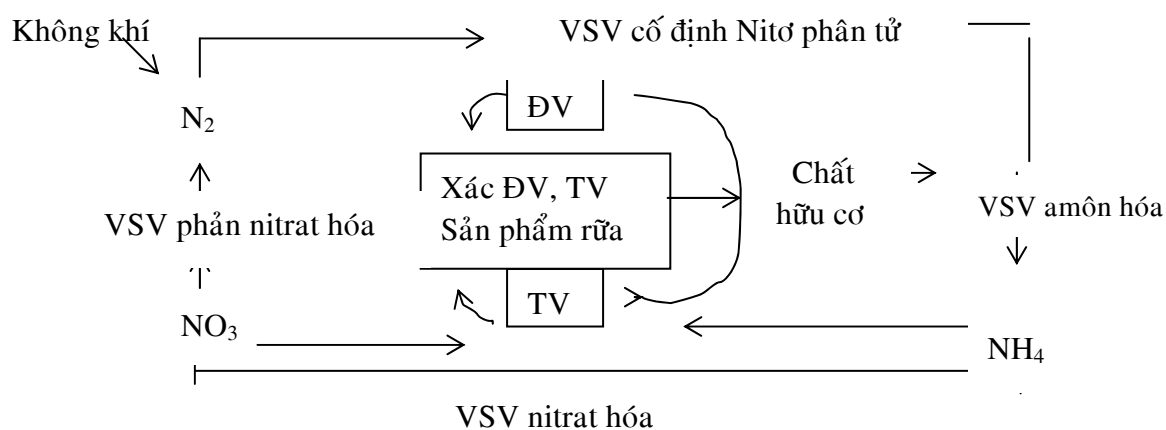 Không khí
VSV cố định Nitơ phân tử
N₂
ĐV
Xác ĐV, TV
Sản phẩm rữa
Chất
hữu cơ
VSV amôn hóa
VSV phản nitrat hóa
TV
NO₃
NH₄
VSV nitrat hóa